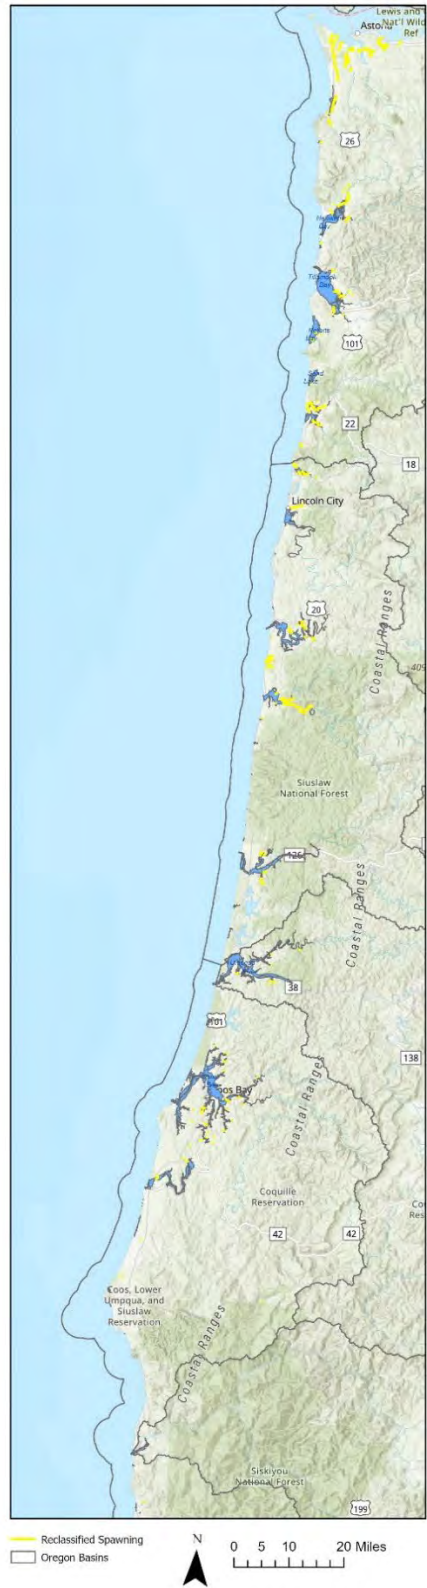 Lewis and
Nat'l Wild
Ref
Astoria
26
101
22
18
Lincoln City
20
Coastal Ranges
Siuslaw
National Forest
126
Coastal Ranges
38
101
138
Coos Bay
Coastal Range
Coquille
Reservation
42
42
Coos, Lower
Umpqua, and
Siuslaw
Reservation
Coastal Ranges
Siskiyou
National Forest
199
Reclassified Spawning
Oregon Basins
N
0 5 10 20 Miles